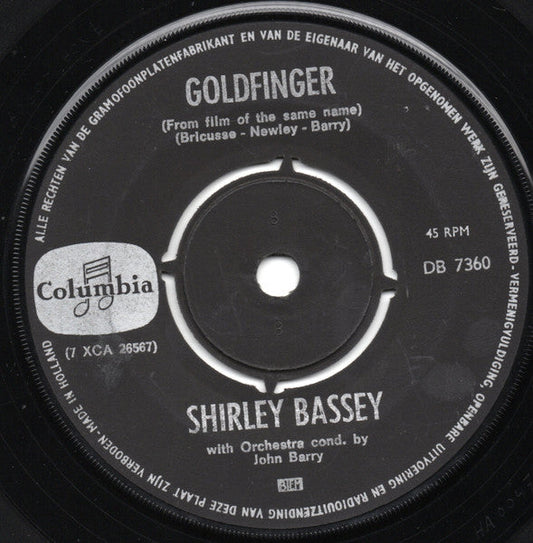 ALLE RECHTEN VAN DE GRAMOFOONPLATENFABRIKANT EN VAN DE EIGENAAR VAN HET OPGENOMEN WERK ZIJN GERESERVEERD - VERMENIGVULDIGING, OPENBARE UITVOERING EN RADIOUITZENDING VAN DEZE PLAAT ZIJN VERBODEN - MADE IN HOLLAND
GOLDFINGER
(From film of the same name)
(Bricusse - Newley - Barry)
45 RPM
DB 7360
Columbia
(7 XCA 26567)
SHIRLEY BASSEY
with Orchestra cond. by
John Barry
BIEM